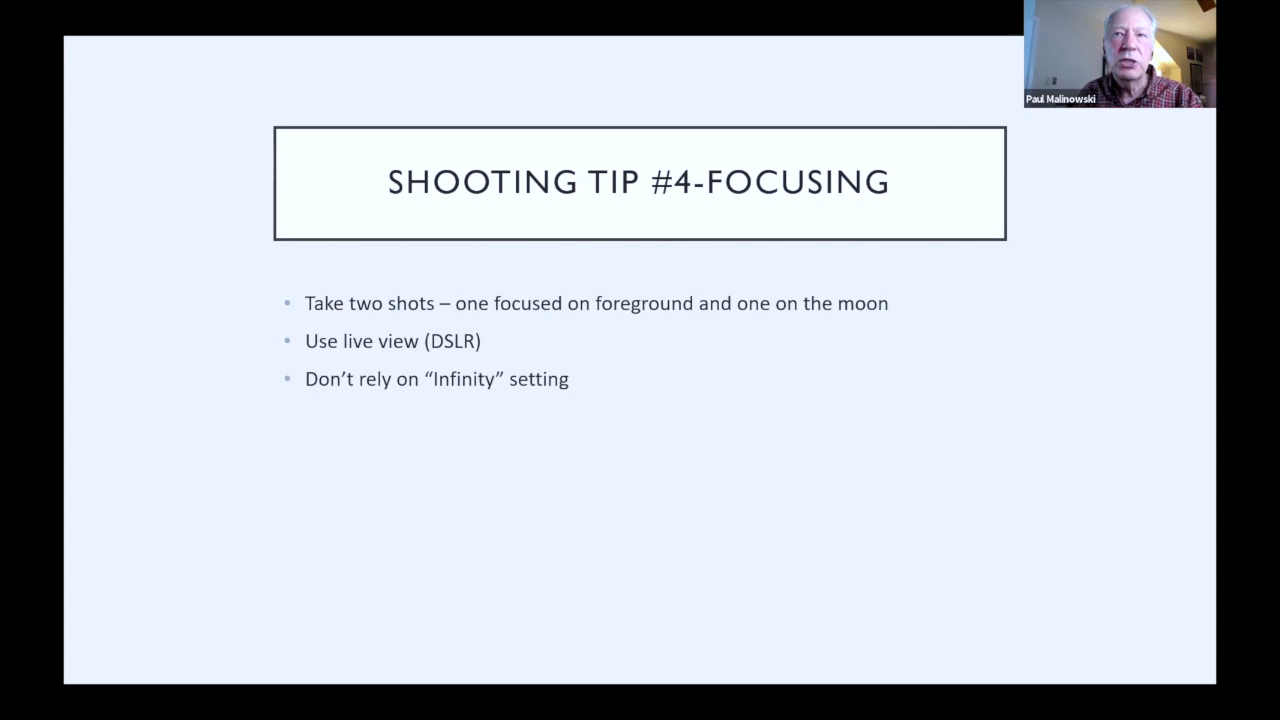 Paul Malinowski
SHOOTING TIP #4-FOCUSING
• Take two shots – one focused on foreground and one on the moon
• Use live view (DSLR)
• Don’t rely on “Infinity” setting